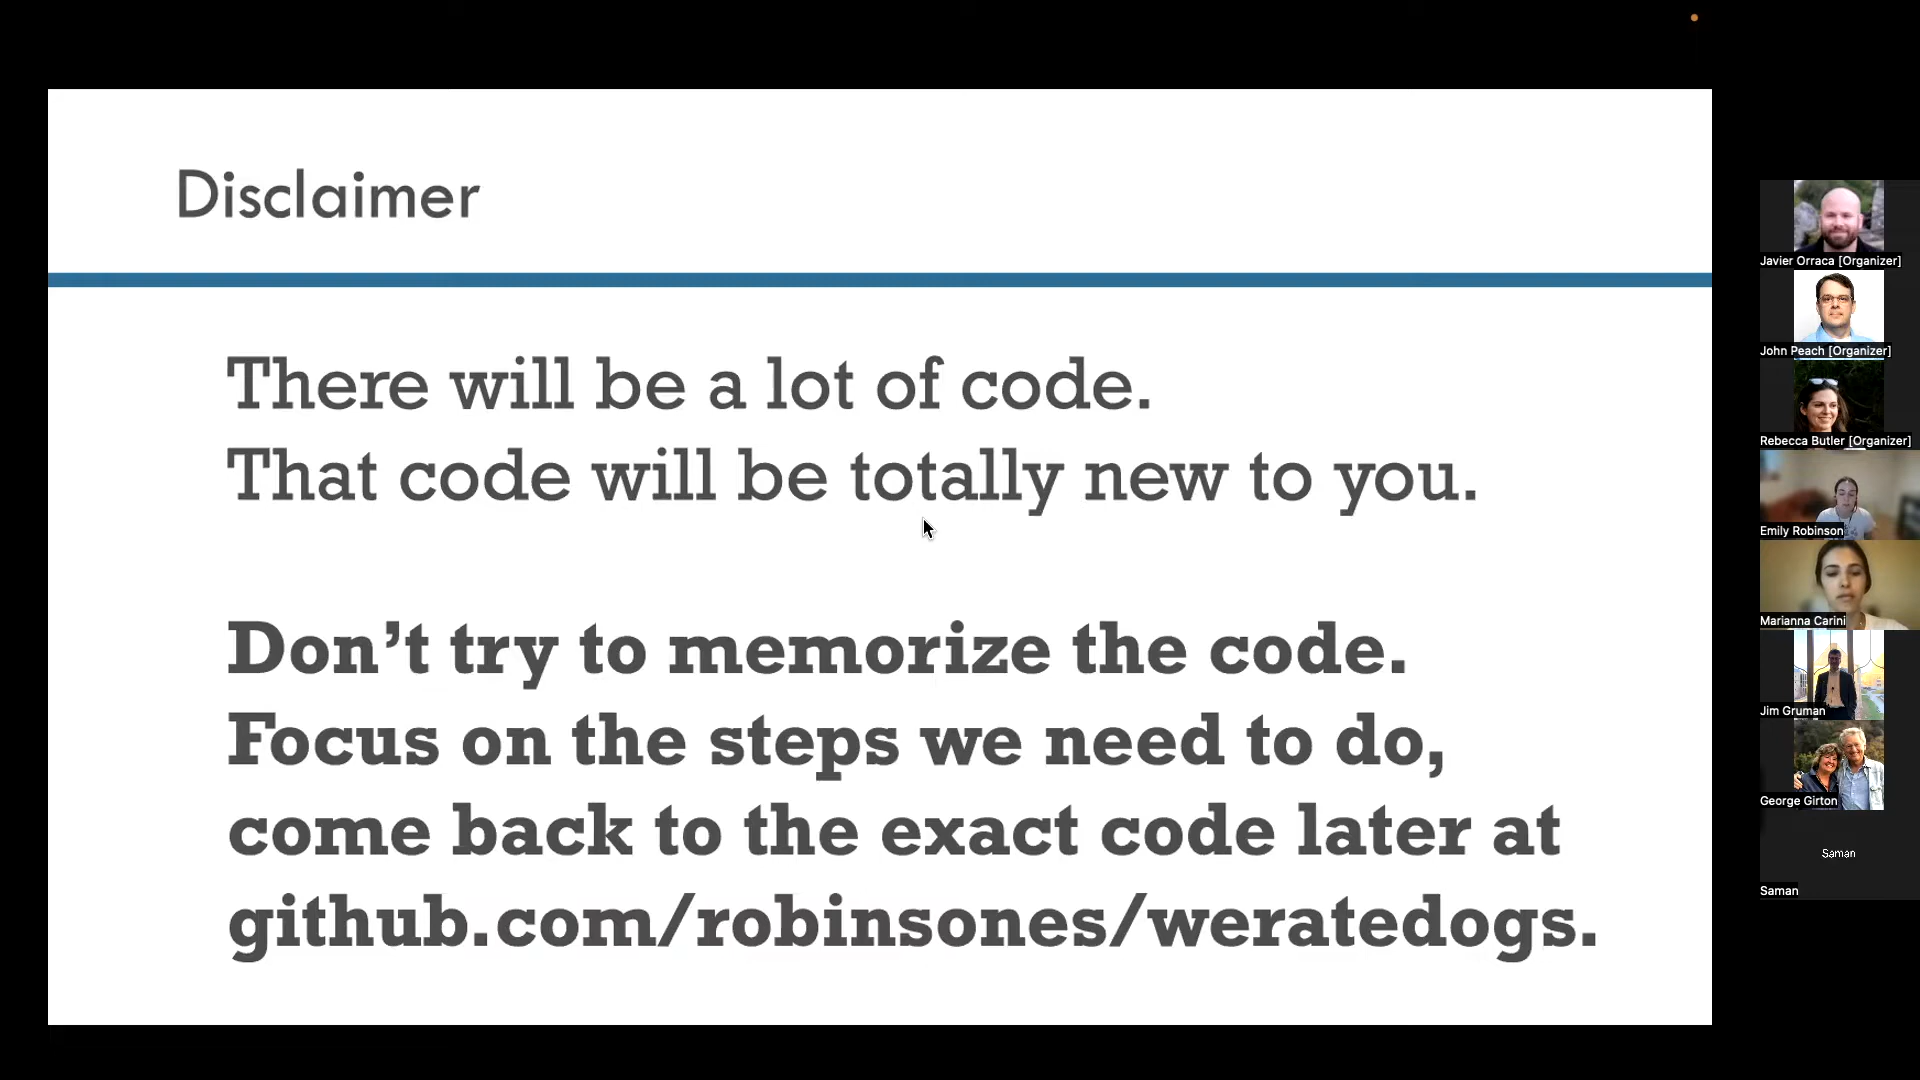 Disclaimer
There will be a lot of code.
That code will be totally new to you.
Don’t try to memorize the code.
Focus on the steps we need to do,
come back to the exact code later at
github.com/robinsones/weratedogs.
Javier Orraca [Organizer]
John Peach [Organizer]
Rebecca Butler [Organizer]
Emily Robinson
Marianna Carini
Jim Gruman
George Girton
Saman
Saman